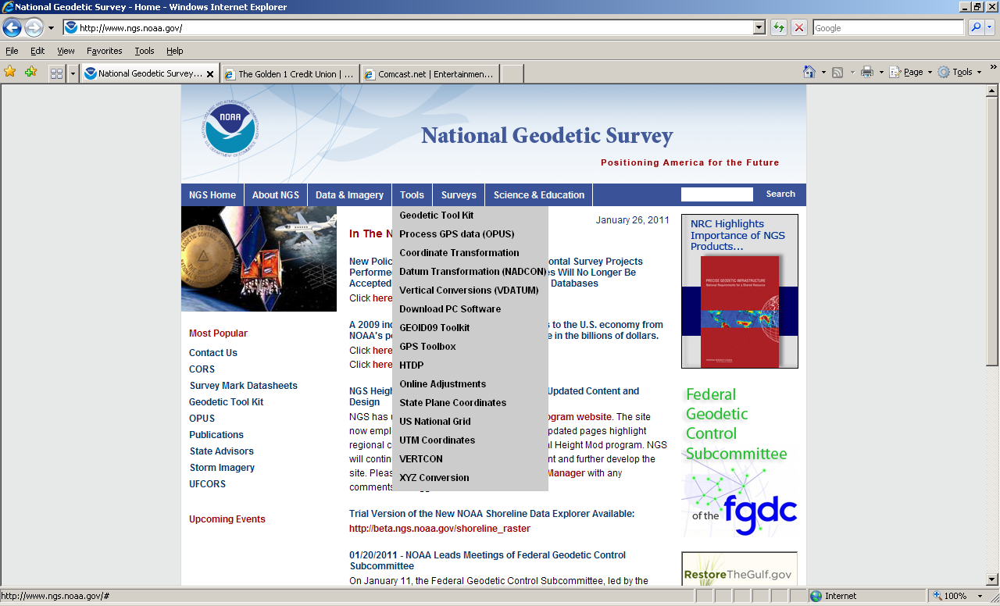 National Geodetic Survey - Home - Windows Internet Explorer
http://www.ngs.noaa.gov/
Google
File Edit View Favorites Tools Help
National Geodetic Survey...
The Golden 1 Credit Union | ...
Comcast.net | Entertainmen...
Page Tools
NOAA
NATIONAL OCEANIC AND ATMOSPHERIC ADMINISTRATION
U.S. DEPARTMENT OF COMMERCE
National Geodetic Survey
Positioning America for the Future
NGS Home About NGS Data & Imagery Tools Surveys Science & Education Search
Geodetic Tool Kit
Process GPS data (OPUS)
Coordinate Transformation
Datum Transformation (NADCON)
Vertical Conversions (VDATUM)
Download PC Software
GEOID09 Toolkit
GPS Toolbox
HTDP
Online Adjustments
State Plane Coordinates
US National Grid
UTM Coordinates
VERTCON
XYZ Conversion
Most Popular
Contact Us
CORS
Survey Mark Datasheets
Geodetic Tool Kit
OPUS
Publications
State Advisors
Storm Imagery
UFCORS
Upcoming Events
January 26, 2011
In The N
New Polic ontal Survey Projects
Performe s Will No Longer Be
Accepted Databases
Click here
A 2009 in s to the U.S. economy from
NOAA's p e in the billions of dollars.
Click here
Click here
NGS Heig Updated Content and
Design
NGS has ogram website. The site
now empl pdated pages highlight
regional c al Height Mod program. NGS
will contin nt and further develop the
site. Pleas Manager with any
comments
Trial Version of the New NOAA Shoreline Data Explorer Available:
http://beta.ngs.noaa.gov/shoreline_raster
01/20/2011 - NOAA Leads Meetings of Federal Geodetic Control
Subcommittee
On January 11, the Federal Geodetic Control Subcommittee, led by the
NRC Highlights
Importance of NGS
Products...
PRECISE GEODETIC INFRASTRUCTURE
National Requirements for a Shared Resource
Federal
Geodetic
Control
Subcommittee
of the fgdc
RestoreTheGulf.gov
http://www.ngs.noaa.gov/#
Internet
100%